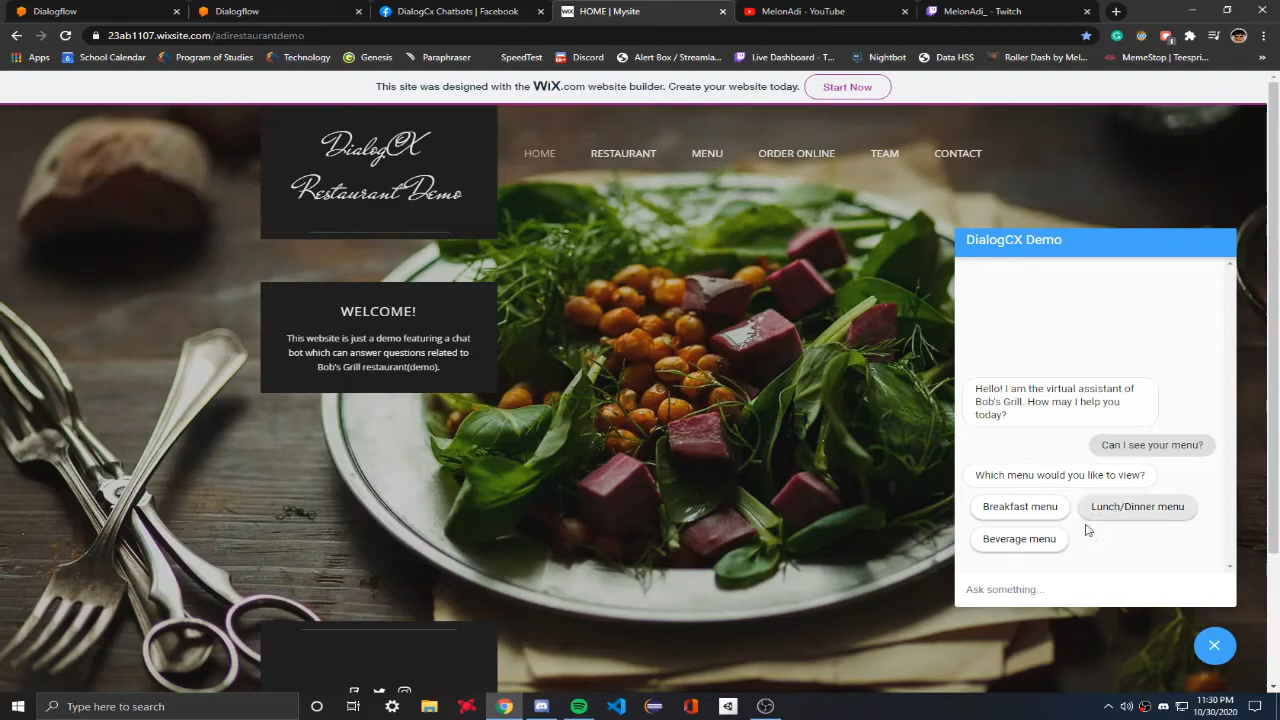 Dialogflow
Dialogflow
DialogCx Chatbots | Facebook
HOME | Mysite
MelonAdi - YouTube
MelonAdi_ - Twitch
23ab1107.wixsite.com/adirestaurantdemo
Apps
School Calendar
Program of Studies
Technology
Genesis
Paraphraser
SpeedTest
Discord
Alert Box / Streamla...
Live Dashboard - T...
Nightbot
Data HSS
Roller Dash by Mel...
MemeStop | Teespri...
This site was designed with the WiX.com website builder. Create your website today.
Start Now
DialogCX
Restaurant Demo
HOME
RESTAURANT
MENU
ORDER ONLINE
TEAM
CONTACT
WELCOME!
This website is just a demo featuring a chat
bot which can answer questions related to
Bob's Grill restaurant(demo).
DialogCX Demo
Hello! I am the virtual assistant of
Bob's Grill. How may I help you
today?
Can I see your menu?
Which menu would you like to view?
Breakfast menu
Lunch/Dinner menu
Beverage menu
Ask something...
Type here to search
11:30 PM
10/30/2020